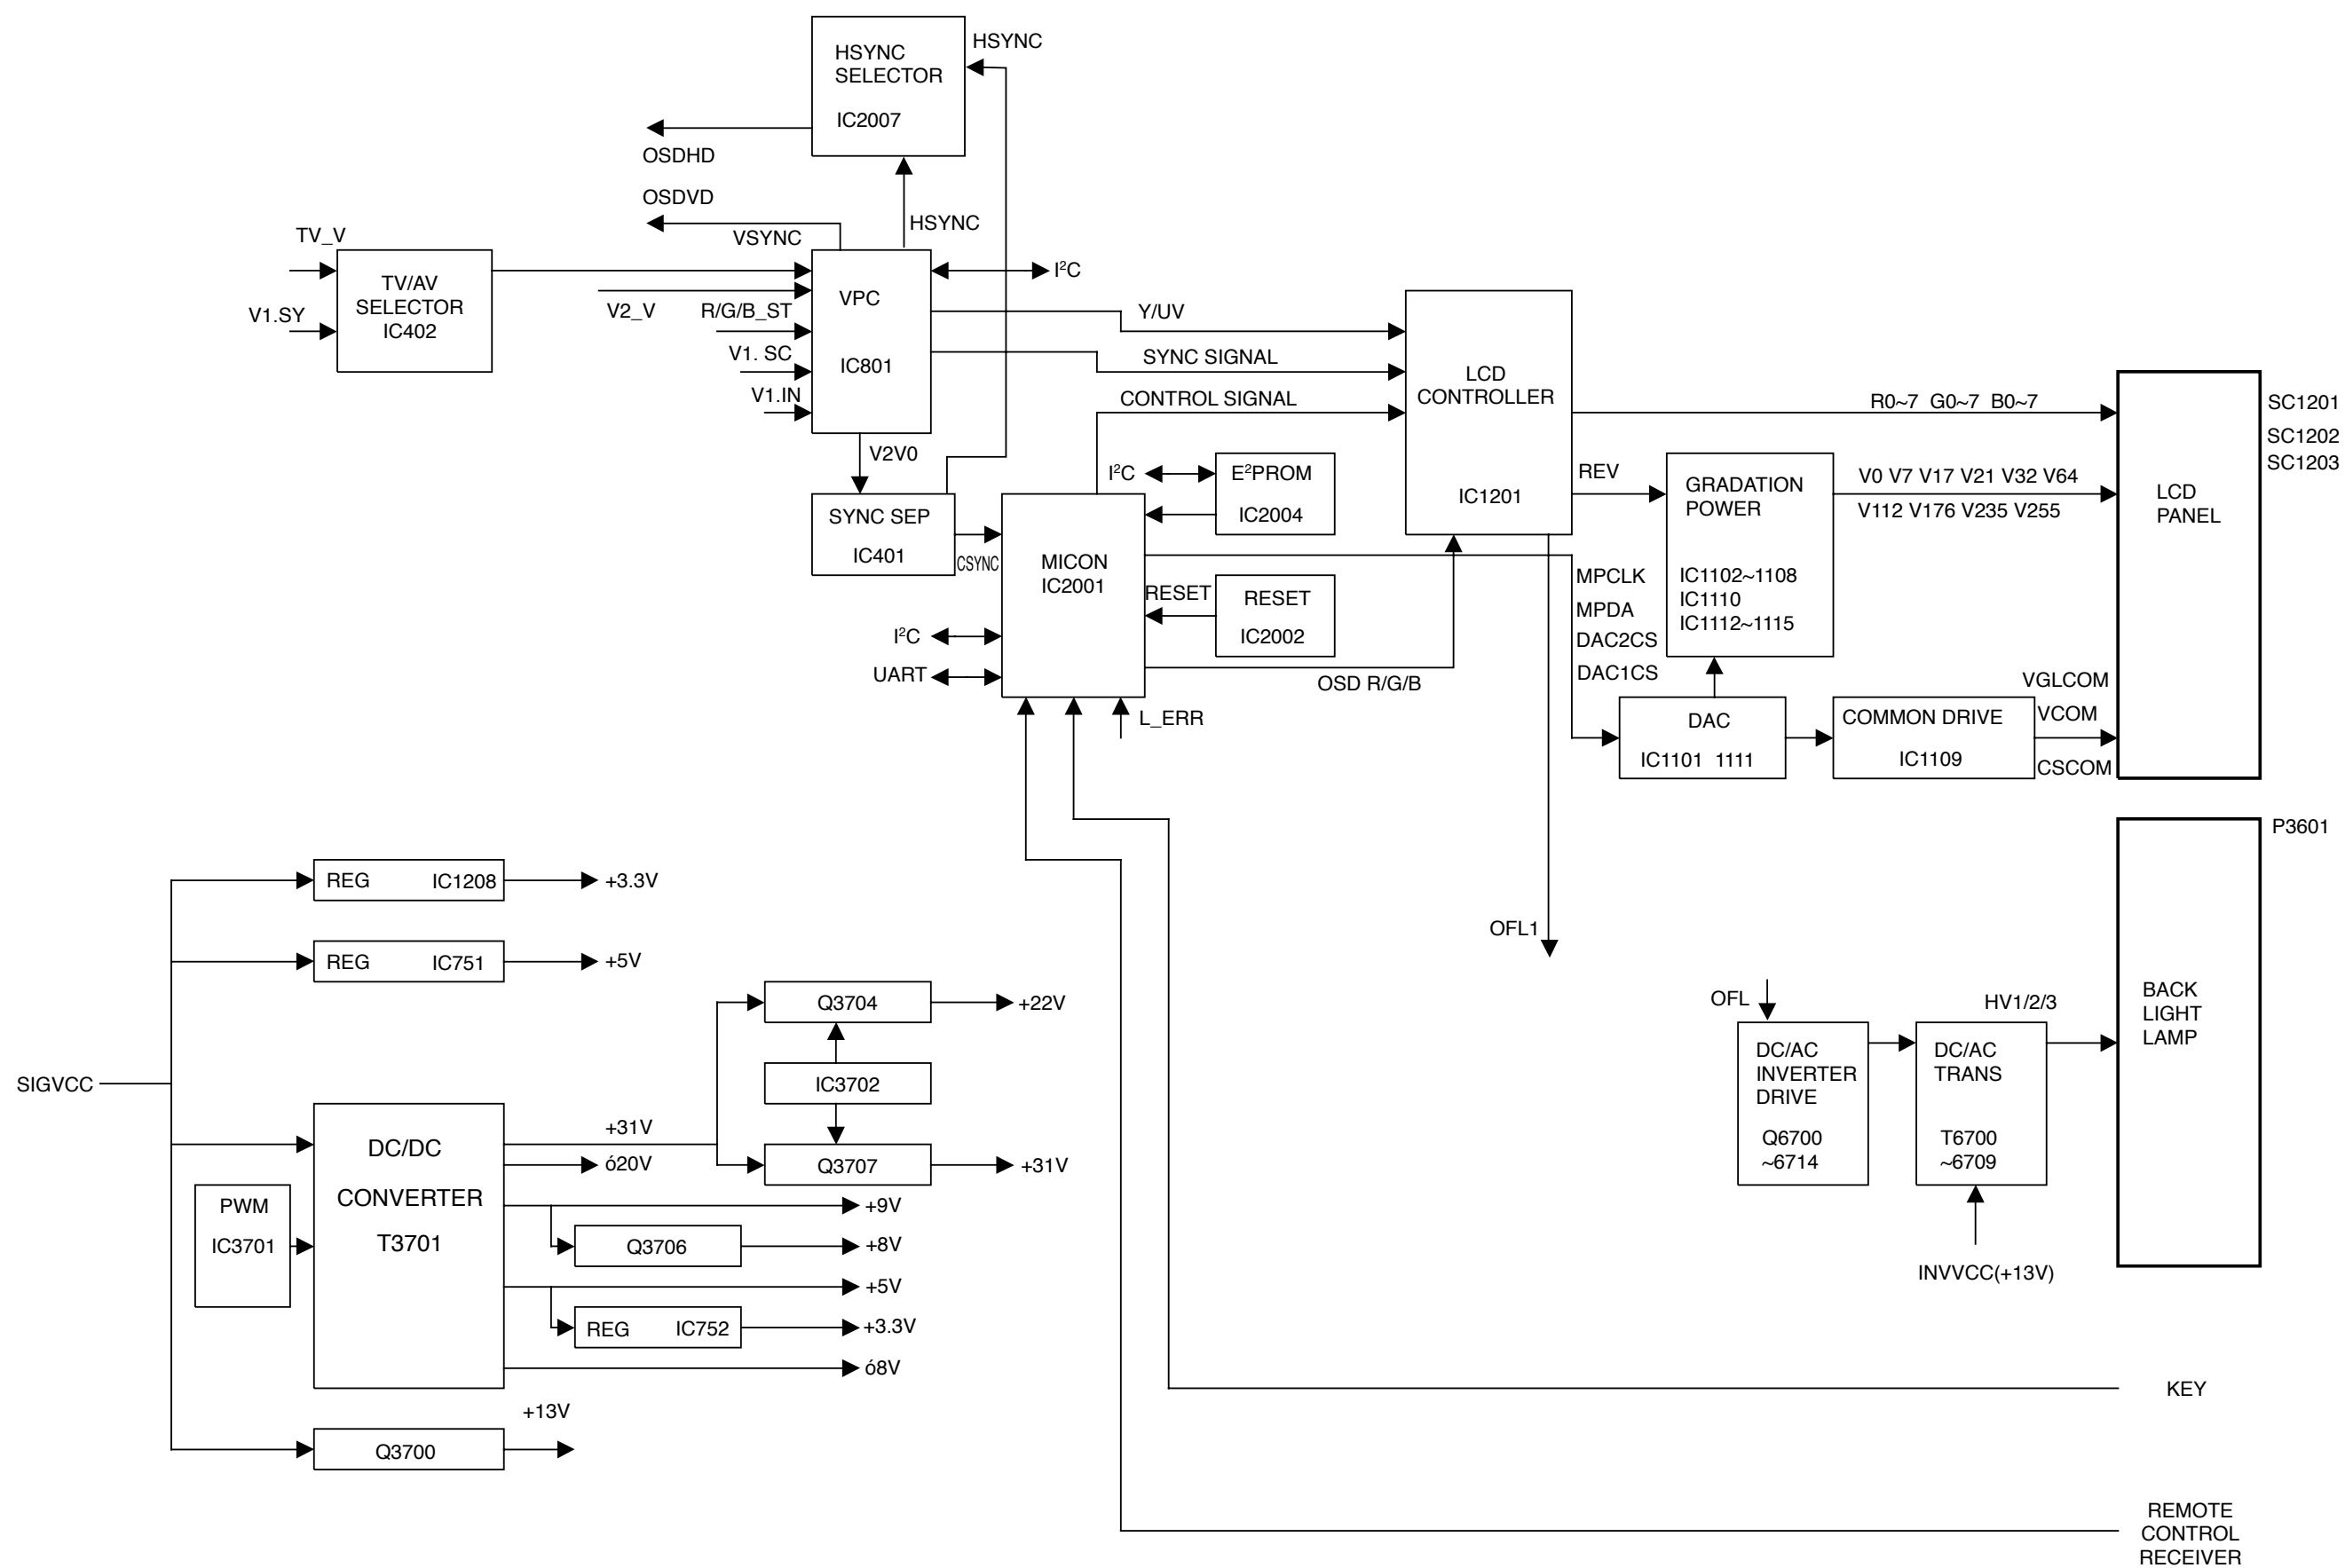 HSYNC
SELECTOR
IC2007
HSYNC
OSDHD
OSDVD
VSYNC
HSYNC
TV_V
V1.SY
TV/AV
SELECTOR
IC402
V2_V
R/G/B_ST
V1. SC
V1.IN
VPC
IC801
I²C
Y/UV
SYNC SIGNAL
CONTROL SIGNAL
V2V0
SYNC SEP
IC401
CSYNC
MICON
IC2001
I²C
UART
I²C
E²PROM
IC2004
RESET
RESET
IC2002
OSD R/G/B
L_ERR
LCD
CONTROLLER
IC1201
REV
MPCLK
MPDA
DAC2CS
DAC1CS
OFL1
GRADATION
POWER
IC1102~1108
IC1110
IC1112~1115
DAC
IC1101 1111
COMMON DRIVE
IC1109
R0~7 G0~7 B0~7
V0 V7 V17 V21 V32 V64
V112 V176 V235 V255
VGLCOM
VCOM
CSCOM
LCD
PANEL
SC1201
SC1202
SC1203
P3601
BACK
LIGHT
LAMP
OFL
DC/AC
INVERTER
DRIVE
Q6700
~6714
HV1/2/3
DC/AC
TRANS
T6700
~6709
INVVCC(+13V)
SIGVCC
REG IC1208
+3.3V
REG IC751
+5V
DC/DC
CONVERTER
T3701
PWM
IC3701
+31V
ó20V
Q3704
+22V
IC3702
Q3707
+31V
+9V
Q3706
+8V
+5V
REG IC752
+3.3V
ó8V
+13V
Q3700
KEY
REMOTE
CONTROL
RECEIVER